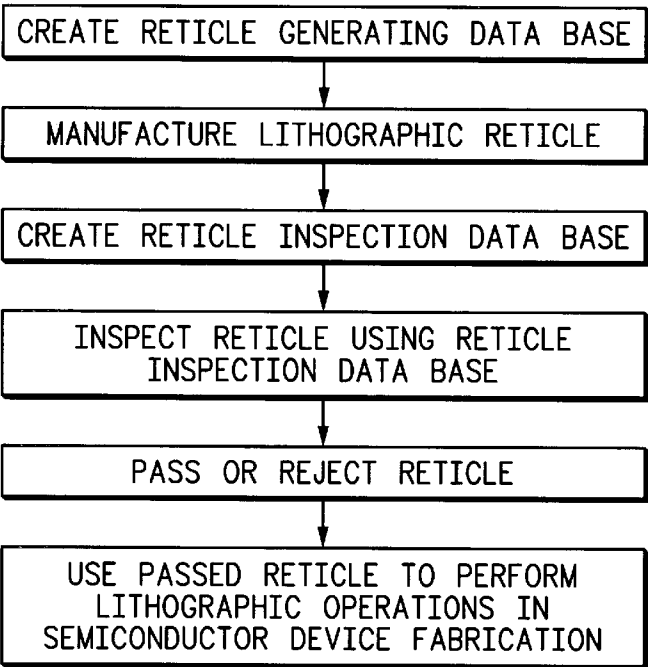 CREATE RETICLE GENERATING DATA BASE
MANUFACTURE LITHOGRAPHIC RETICLE
CREATE RETICLE INSPECTION DATA BASE
INSPECT RETICLE USING RETICLE
INSPECTION DATA BASE
PASS OR REJECT RETICLE
USE PASSED RETICLE TO PERFORM
LITHOGRAPHIC OPERATIONS IN
SEMICONDUCTOR DEVICE FABRICATION